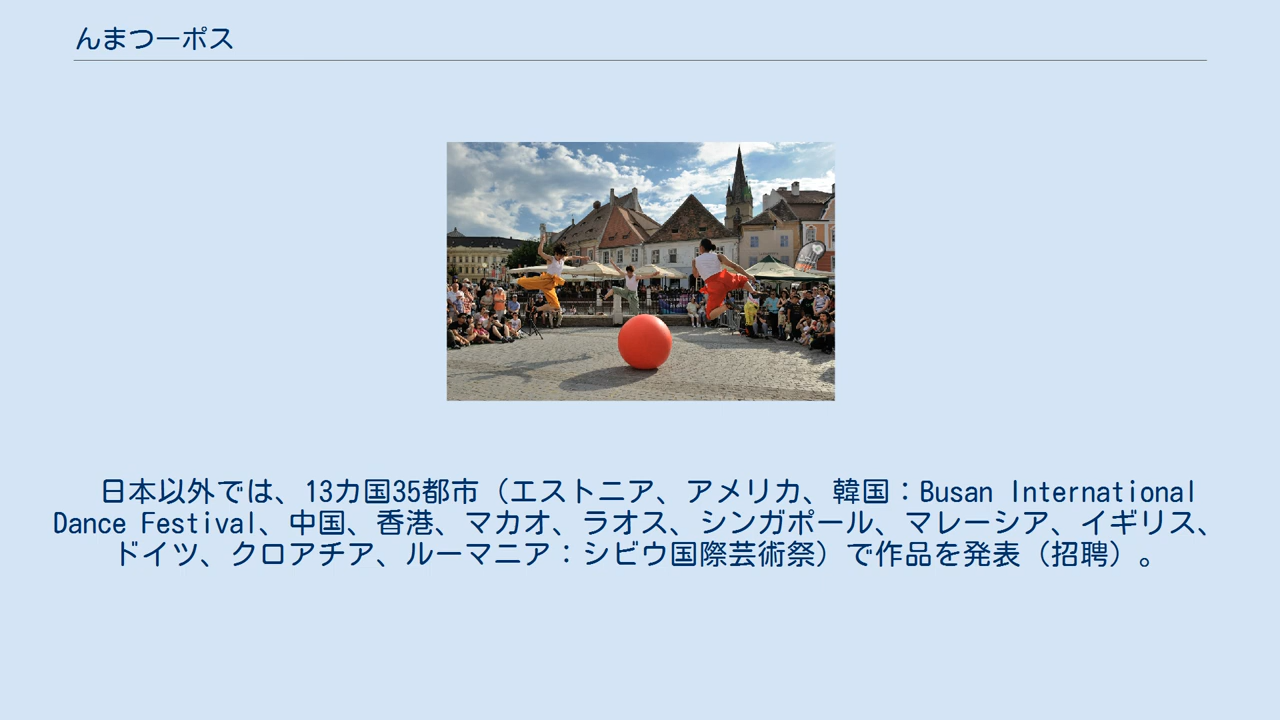 んまつーポス
日本以外では、13カ国35都市（エストニア、アメリカ、韓国：Busan International
Dance Festival、中国、香港、マカオ、ラオス、シンガポール、マレーシア、イギリス、
ドイツ、クロアチア、ルーマニア：シビウ国際芸術祭）で作品を発表（招聘）。